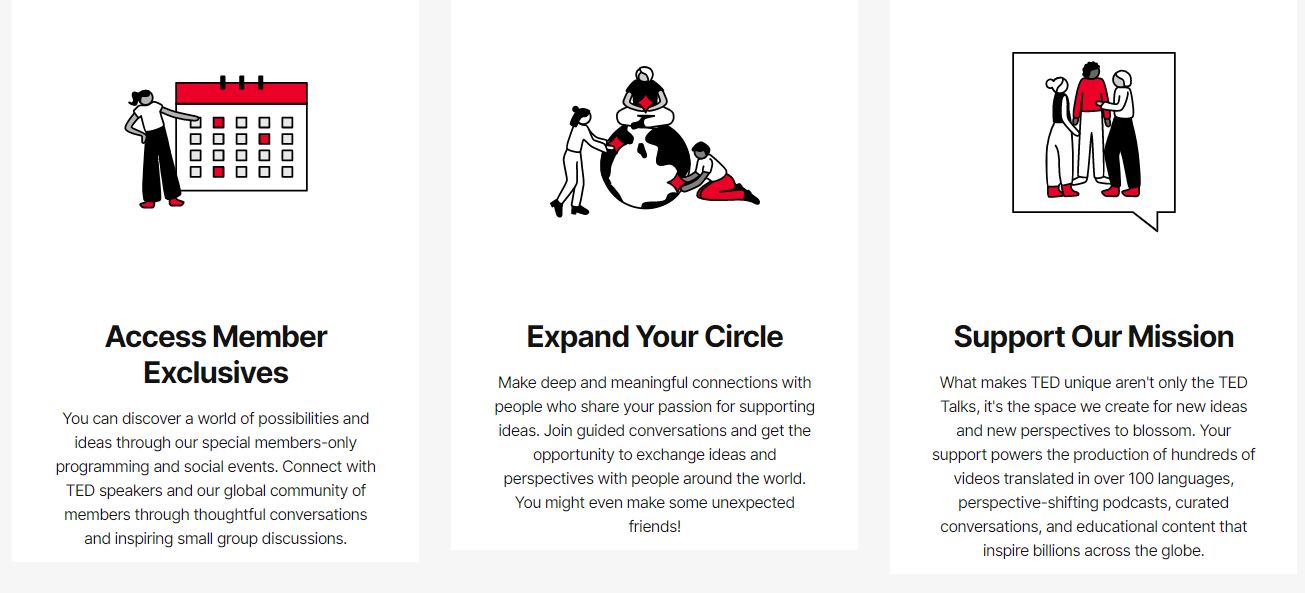 Access Member
Exclusives
You can discover a world of possibilities and
ideas through our special members-only
programming and social events. Connect with
TED speakers and our global community of
members through thoughtful conversations
and inspiring small group discussions.
Expand Your Circle
Make deep and meaningful connections with
people who share your passion for supporting
ideas. Join guided conversations and get the
opportunity to exchange ideas and
perspectives with people around the world.
You might even make some unexpected
friends!
Support Our Mission
What makes TED unique aren't only the TED
Talks, it's the space we create for new ideas
and new perspectives to blossom. Your
support powers the production of hundreds of
videos translated in over 100 languages,
perspective-shifting podcasts, curated
conversations, and educational content that
inspire billions across the globe.